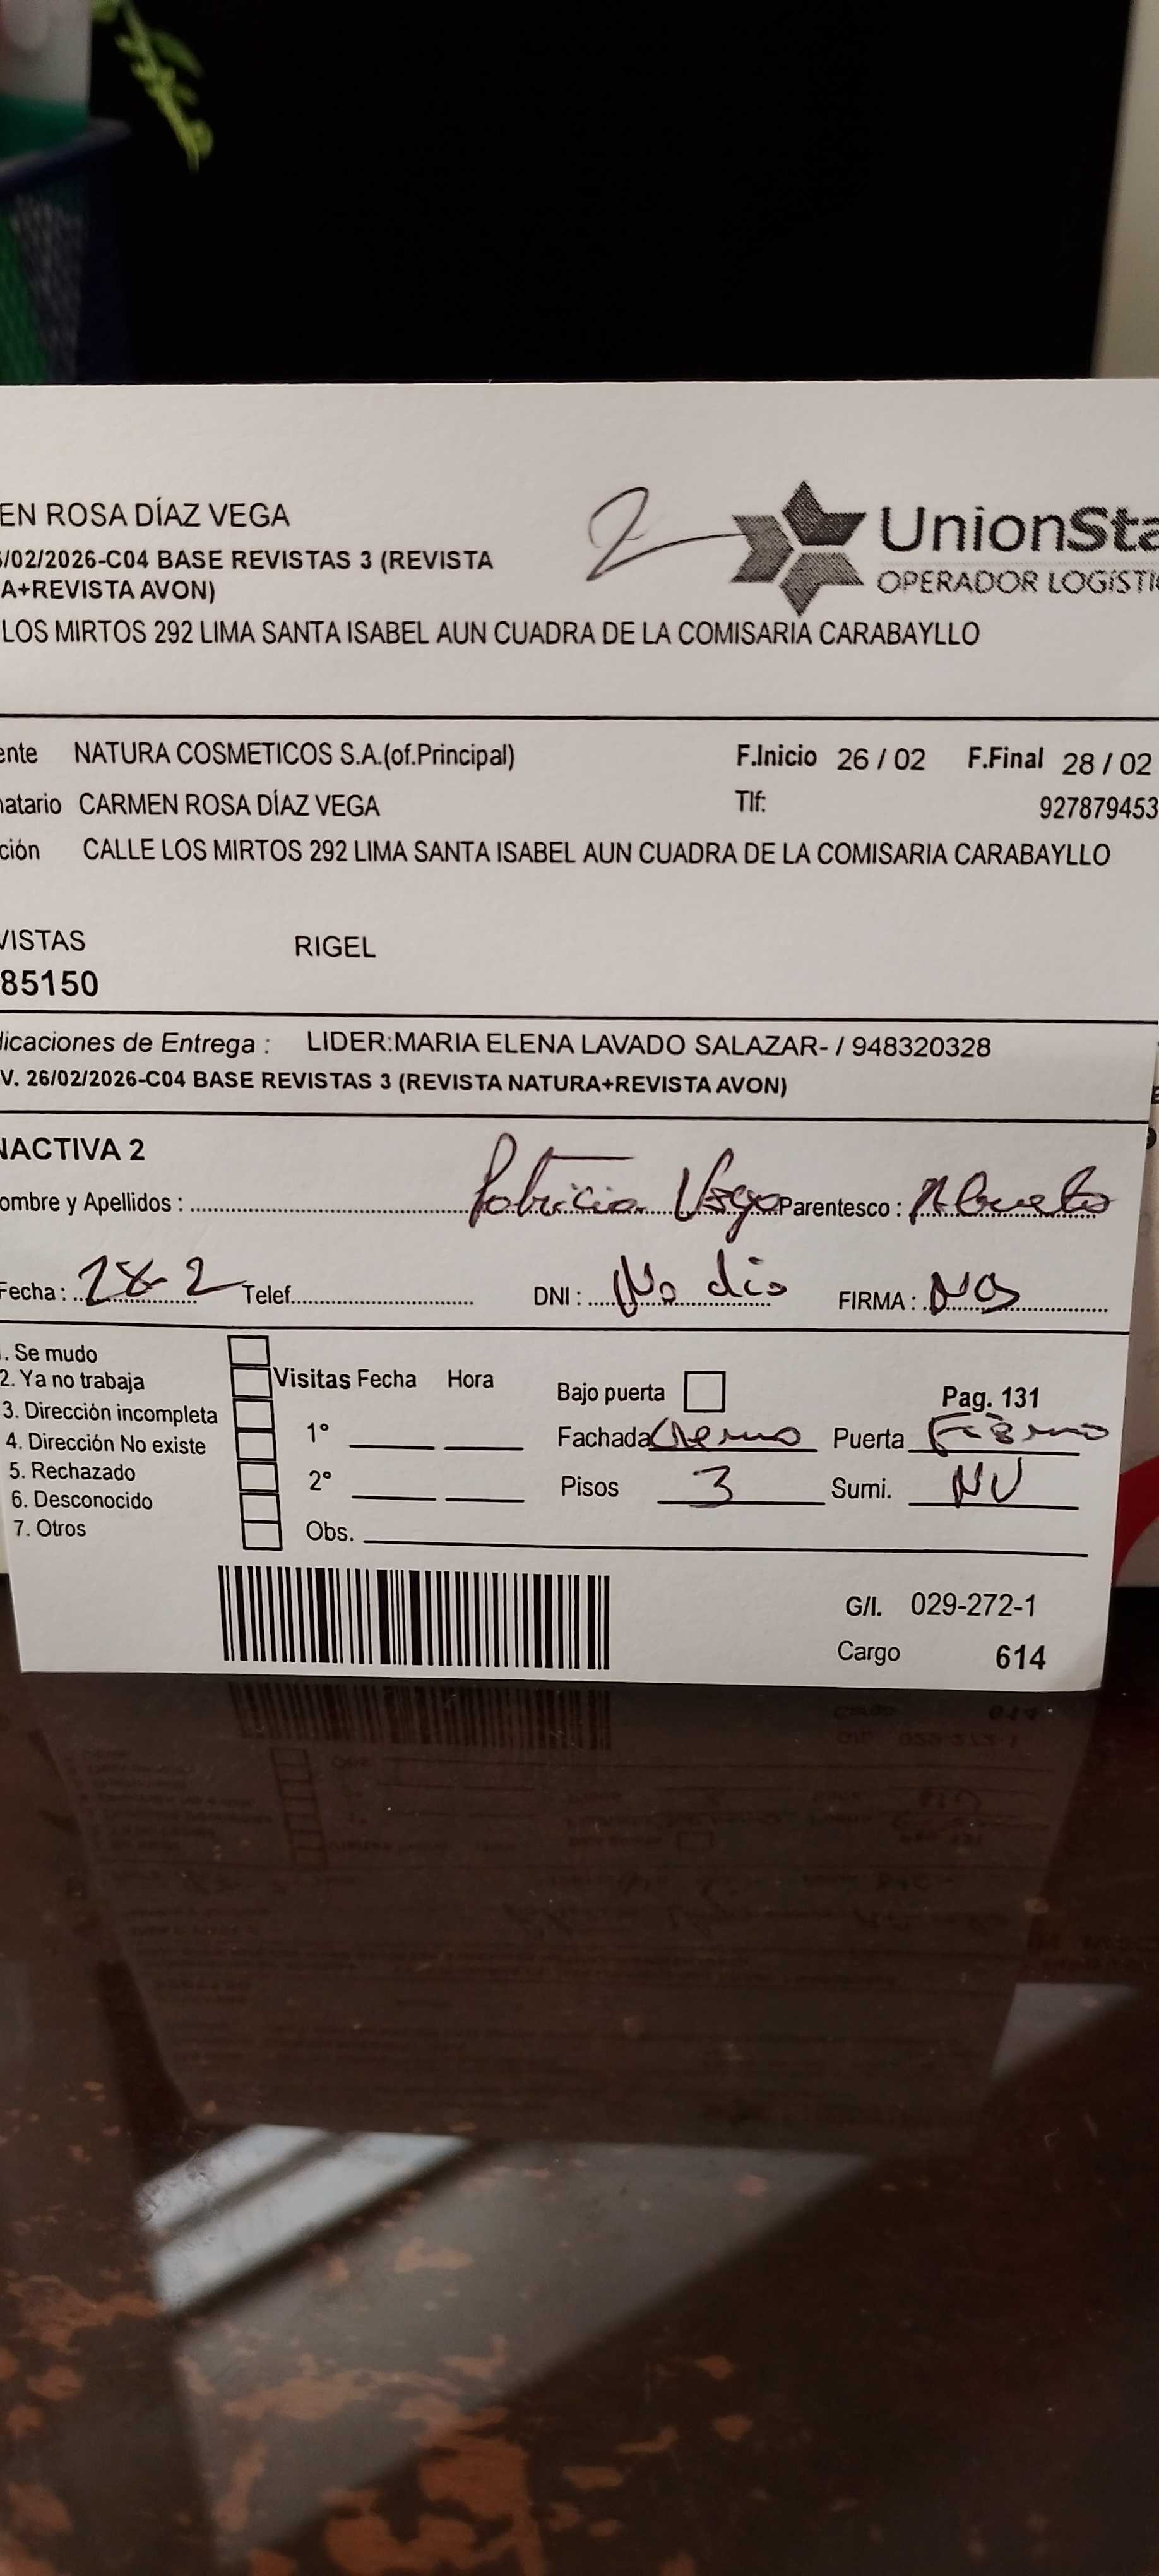 EN ROSA DÍAZ VEGA
2
UnionSta
OPERADOR LOGíSTI
/02/2026-C04 BASE REVISTAS 3 (REVISTA
A+REVISTA AVON)
LOS MIRTOS 292 LIMA SANTA ISABEL AUN CUADRA DE LA COMISARIA CARABAYLLO
ente NATURA COSMETICOS S.A.(of.Principal) F.Inicio 26 / 02 F.Final 28 / 02
natario CARMEN ROSA DÍAZ VEGA Tlf: 927879453
ción CALLE LOS MIRTOS 292 LIMA SANTA ISABEL AUN CUADRA DE LA COMISARIA CARABAYLLO
VISTAS RIGEL
85150
dicaciones de Entrega : LIDER:MARIA ELENA LAVADO SALAZAR- / 948320328
V. 26/02/2026-C04 BASE REVISTAS 3 (REVISTA NATURA+REVISTA AVON)
NACTIVA 2
ombre y Apellidos : Patricia Vega Parentesco :
Fecha : 28-2 Telef. DNI : No dio FIRMA :
. Se mudo
2. Ya no trabaja Visitas Fecha Hora Bajo puerta Pag. 131
3. Dirección incompleta 1° Fachada Puerta
4. Dirección No existe
5. Rechazado 2° Pisos 3 Sumi. NV
6. Desconocido
7. Otros Obs.
G/I. 029-272-1
Cargo 614